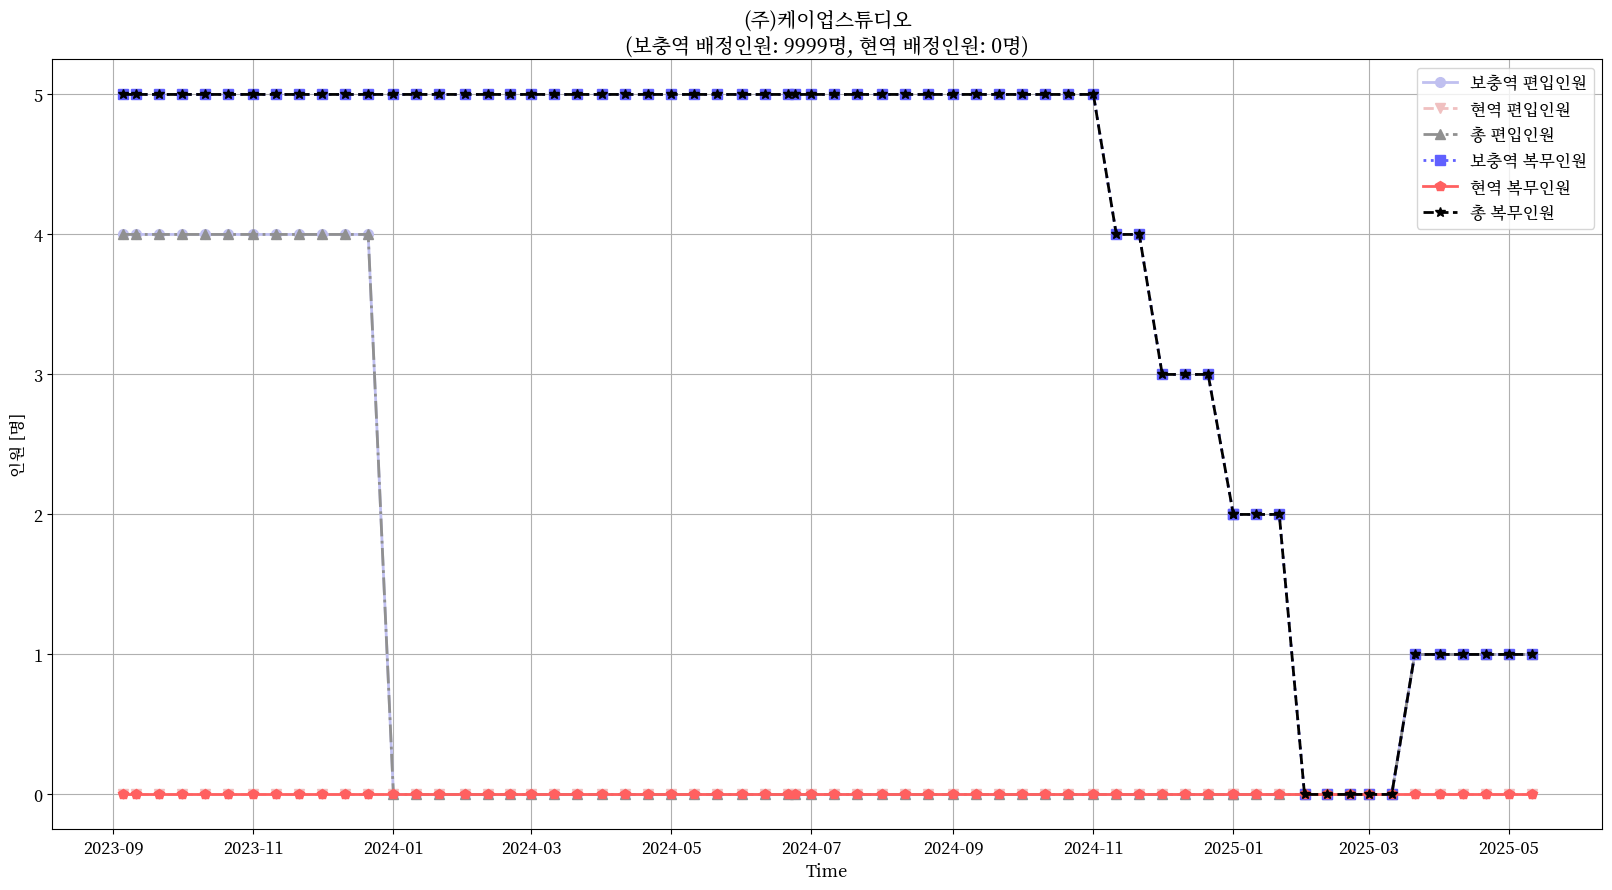 (주)케이업스튜디오
(보충역 배정인원: 9999명, 현역 배정인원: 0명)
보충역 편입인원
현역 편입인원
총 편입인원
보충역 복무인원
현역 복무인원
총 복무인원
인원 [명]
5
4
3
2
1
0
2023-09 2023-11 2024-01 2024-03 2024-05 2024-07 2024-09 2024-11 2025-01 2025-03 2025-05
Time